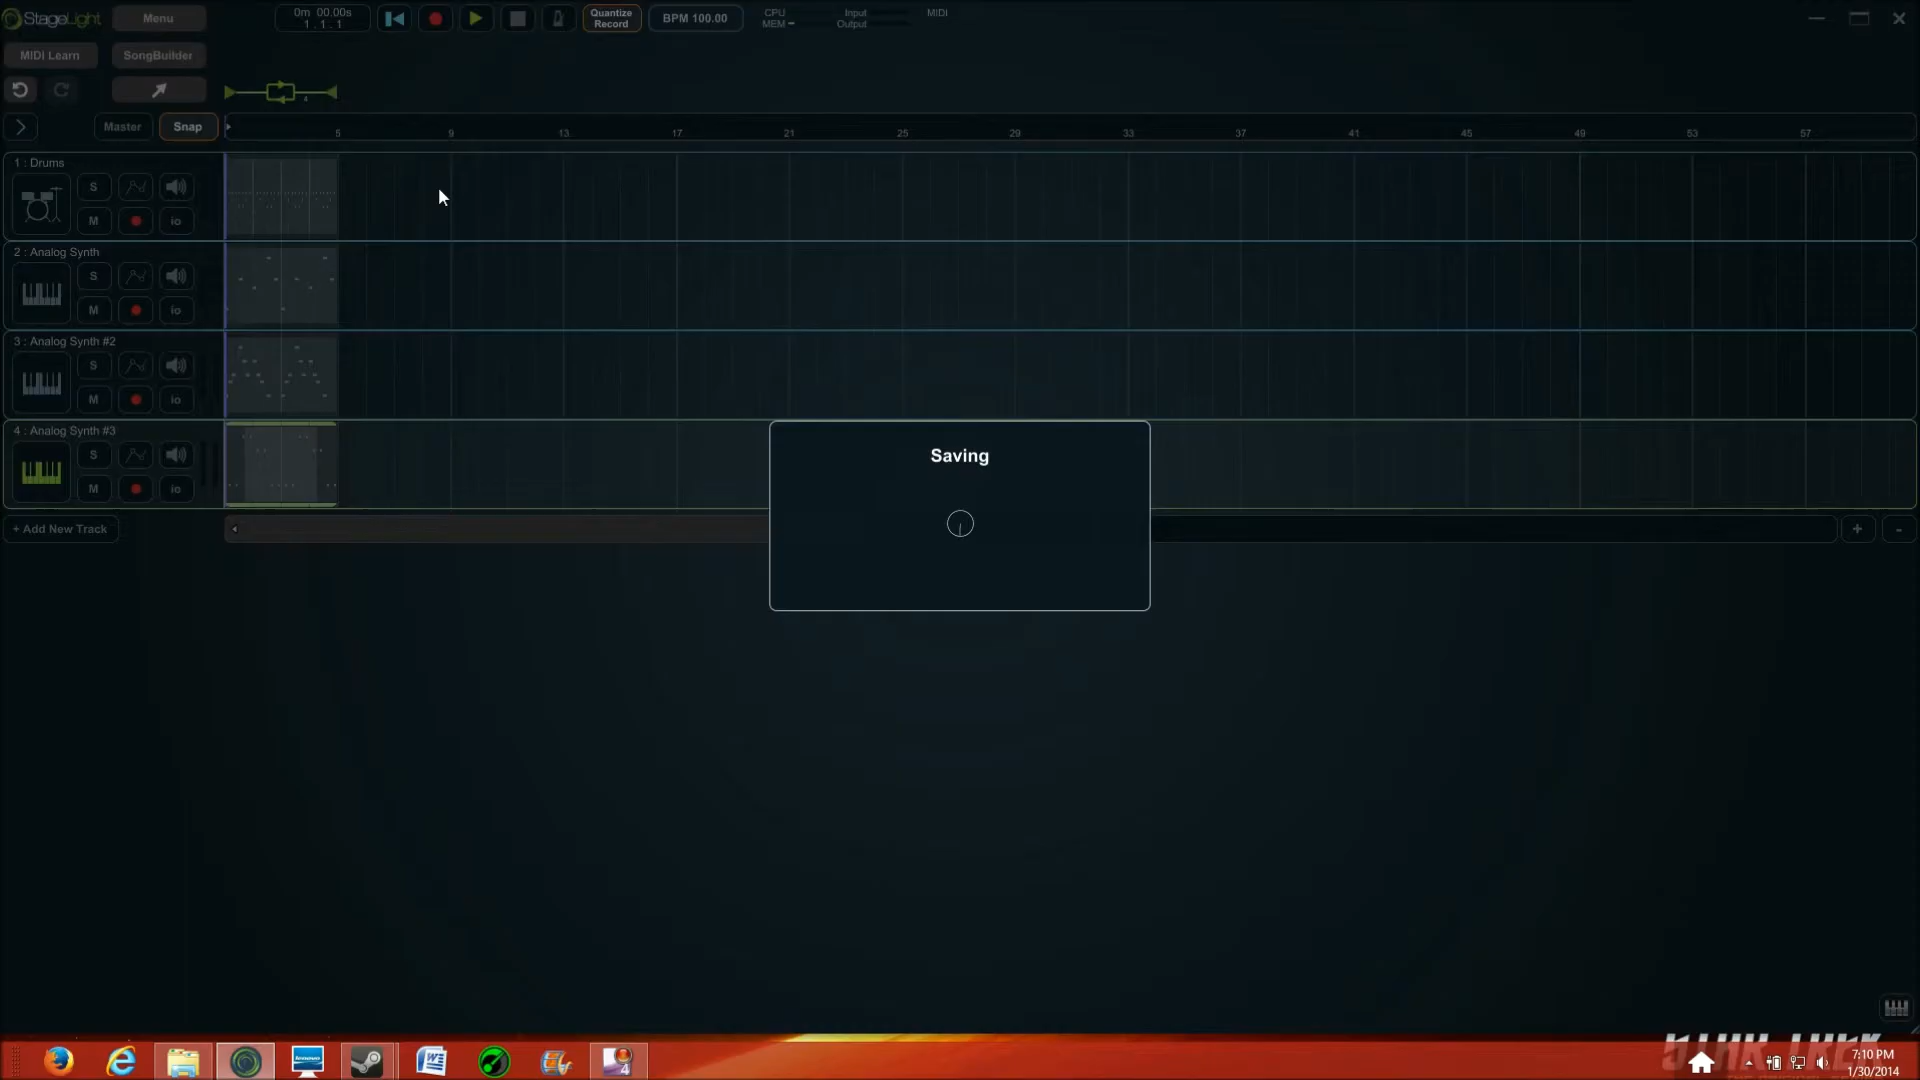 StageLight Menu 0m 00.00s
1 . 1 . 1 Quantize
Record BPM 100.00 CPU
MEM Input
Output MIDI
MIDI Learn SongBuilder
4
Master Snap 5 9 13 17 21 25 29 33 37 41 45 49 53 57
1 : Drums
S
M io
2 : Analog Synth
S
M io
3 : Analog Synth #2
S
M io
4 : Analog Synth #3
S
M io
Saving
+ Add New Track + -
lenovo 4
7:10 PM
1/30/2014